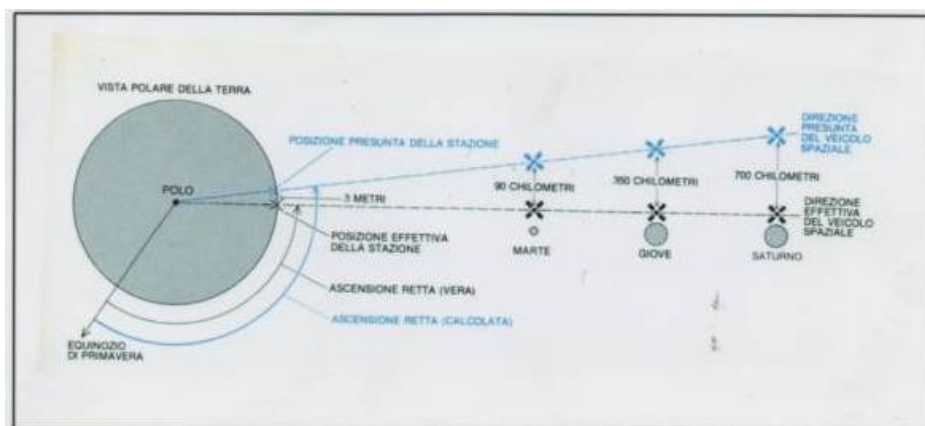 VISTA POLARE DELLA TERRA
POSIZIONE PRESUNTA DELLA STAZIONE
DIREZIONE
PRESUNTA
DEL VEICOLO
SPAZIALE
POLO
3 METRI
90 CHILOMETRI
350 CHILOMETRI
700 CHILOMETRI
POSIZIONE EFFETTIVA
DELLA STAZIONE
DIREZIONE
EFFETTIVA
DEL VEICOLO
SPAZIALE
MARTE
GIOVE
SATURNO
ASCENSIONE RETTA (VERA)
ASCENSIONE RETTA (CALCOLATA)
EQUINOZIO
DI PRIMAVERA